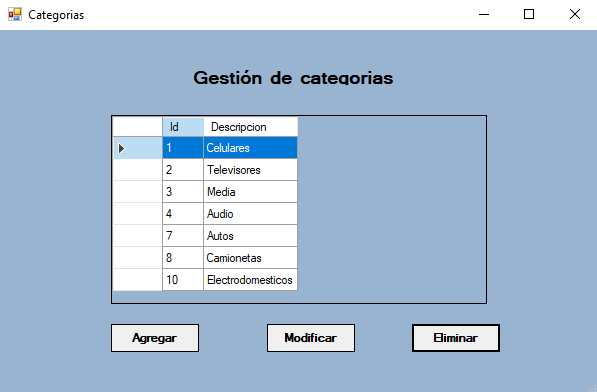 Categorias
Gestión de categorias
Id Descripcion
1 Celulares
2 Televisores
3 Media
4 Audio
7 Autos
8 Camionetas
10 Electrodomesticos
Agregar Modificar Eliminar